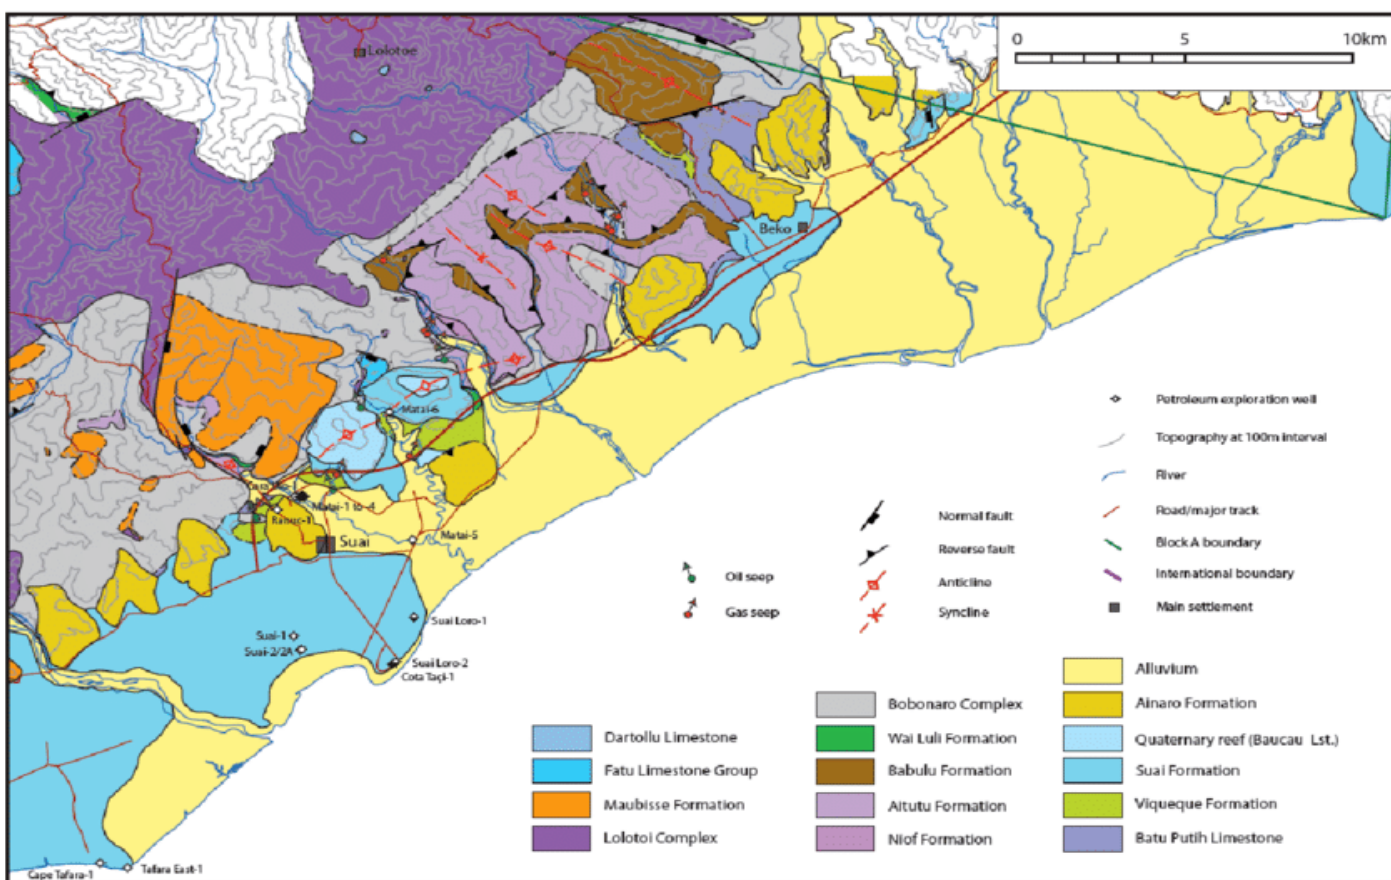 0 5 10km
Lolotoe
Beko
Matai-6
Matai-1 to -4
Ranuc-1
Suai
Matai-5
Suai Loro-1
Suai-1
Suai-2/2A
Suai Loro-2
Cota Taçi-1
Cape Tafara-1
Tafara East-1
Oil seep
Gas seep
Normal fault
Reverse fault
Anticline
Syncline
Petroleum exploration well
Topography at 100m interval
River
Road/major track
Block A boundary
International boundary
Main settlement
Dartollu Limestone
Fatu Limestone Group
Maubisse Formation
Lolotoi Complex
Bobonaro Complex
Wai Luli Formation
Babulu Formation
Aitutu Formation
Niof Formation
Alluvium
Ainaro Formation
Quaternary reef (Baucau Lst.)
Suai Formation
Viqueque Formation
Batu Putih Limestone